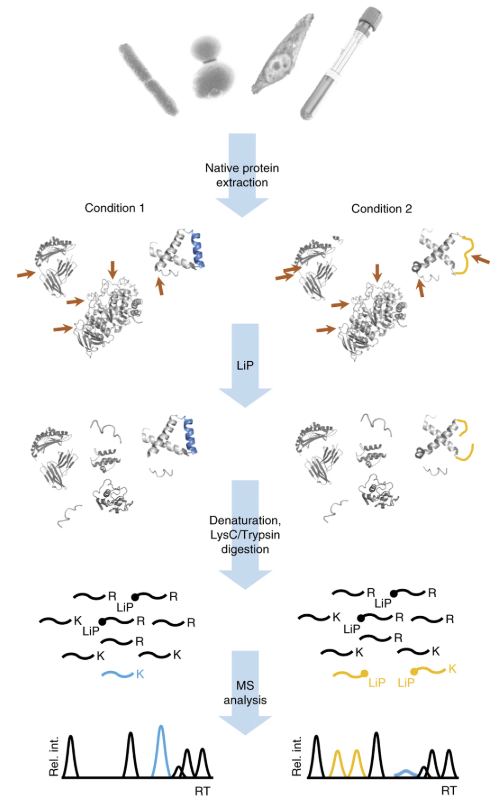 Native protein
extraction
Condition 1
Condition 2
LiP
Denaturation,
LysC/Trypsin
digestion
R
LiP
R
K
LiP
R
R
R
K
K
K
R
LiP
R
K
LiP
R
R
R
K
K
LiP
LiP
K
MS
analysis
Rel. int.
RT
Rel. int.
RT